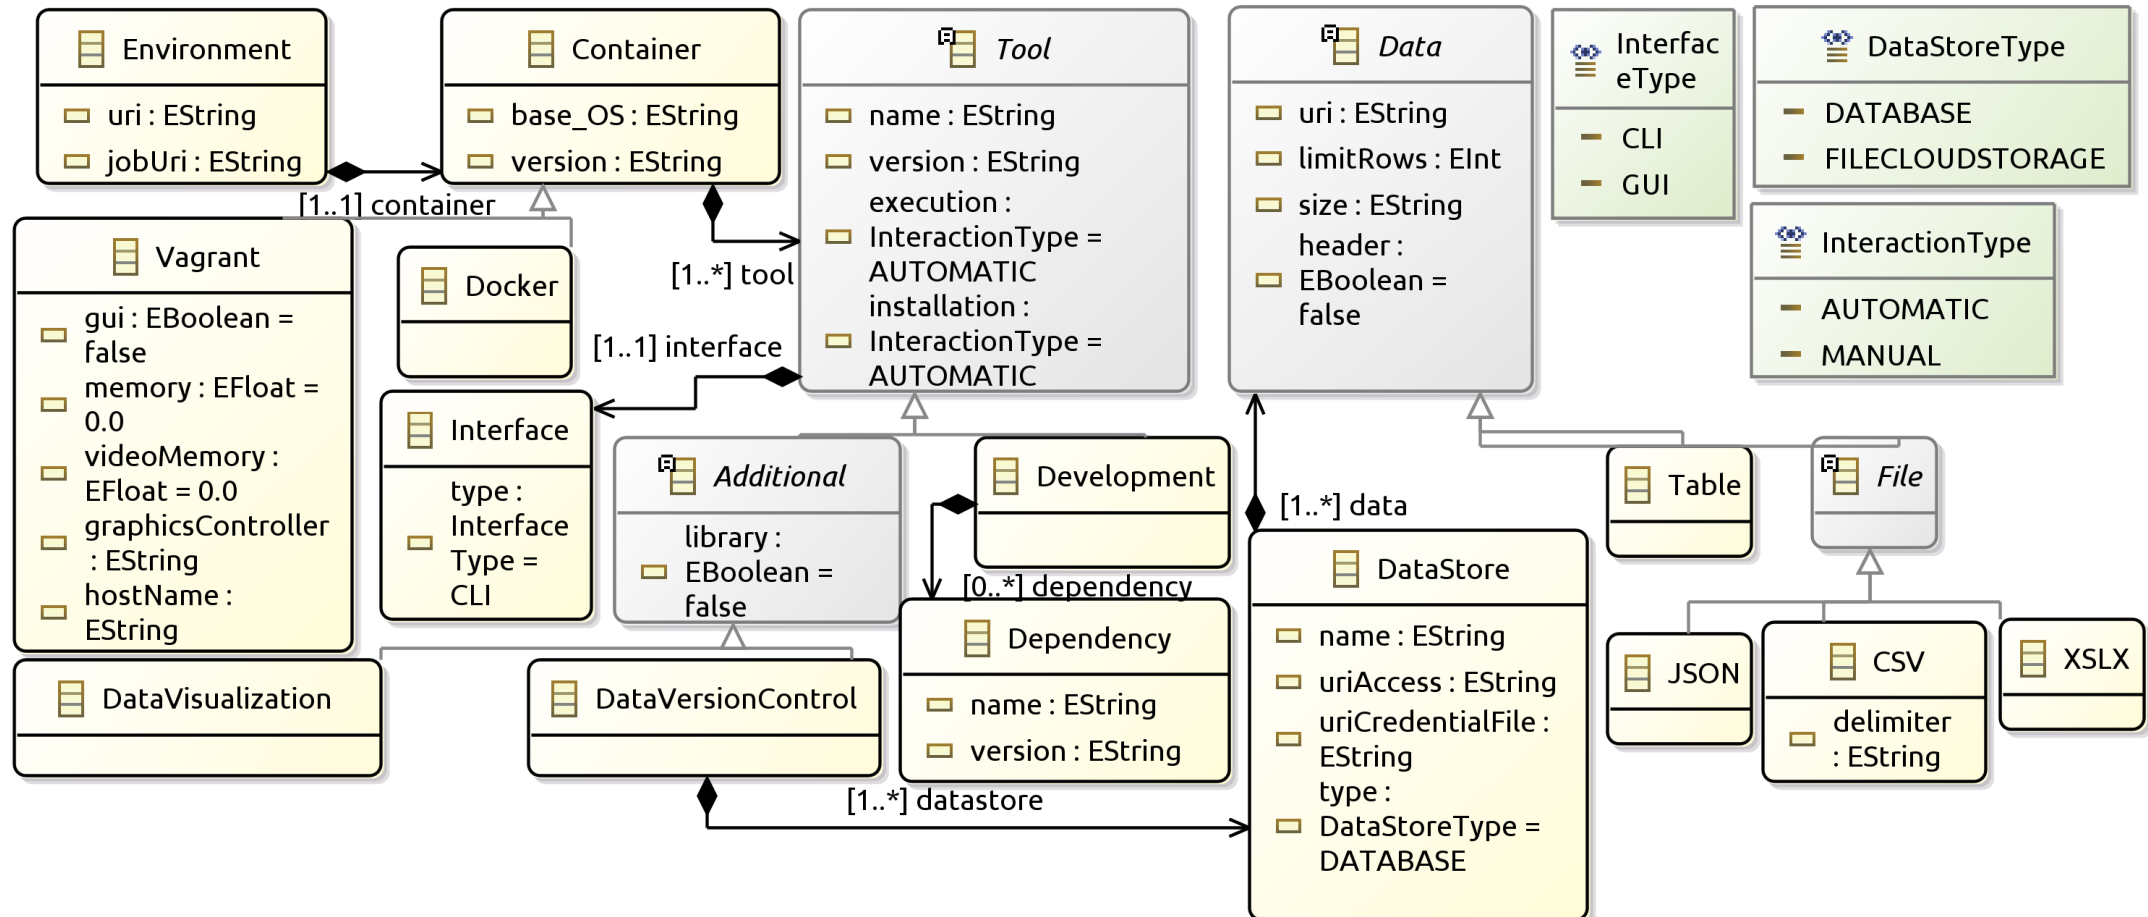 Environment
uri : EString
jobUri : EString
[1..1] container
Container
base_OS : EString
version : EString
[1..*] tool
Tool
name : EString
version : EString
execution :
InteractionType =
AUTOMATIC
installation :
InteractionType =
AUTOMATIC
[1..1] interface
Data
uri : EString
limitRows : EInt
size : EString
header :
EBoolean =
false
Interfac
eType
CLI
GUI
DataStoreType
DATABASE
FILECLOUDSTORAGE
InteractionType
AUTOMATIC
MANUAL
Vagrant
gui : EBoolean =
false
memory : EFloat =
0.0
videoMemory :
EFloat = 0.0
graphicsController
: EString
hostName :
EString
Docker
Interface
type :
Interface
Type =
CLI
Additional
library :
EBoolean =
false
Development
[0..*] dependency
Dependency
name : EString
version : EString
[1..*] data
DataStore
name : EString
uriAccess : EString
uriCredentialFile :
EString
type :
DataStoreType =
DATABASE
Table
File
JSON
CSV
delimiter
: EString
XSLX
DataVisualization
DataVersionControl
[1..*] datastore